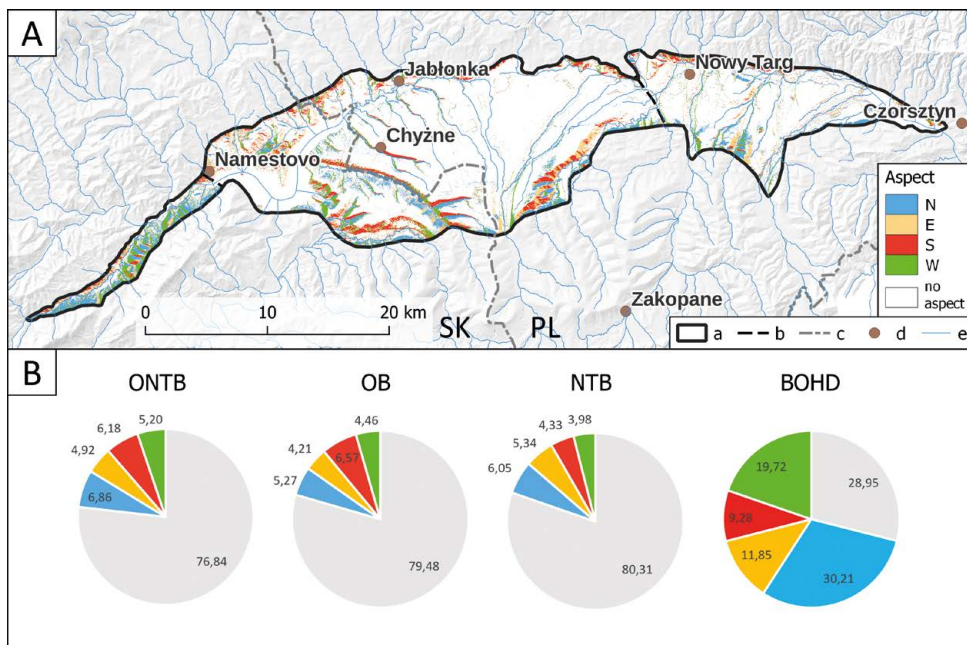 A
Jabłonka
Nowy Targ
Czorsztyn
Chyżne
Namestovo
Aspect
N
E
S
W
no
aspect
Zakopane
0 10 20 km
SK PL
a b c d e
B
ONTB OB NTB BOHD
5,20
6,18
4,92
6,86
76,84
4,46
6,57
4,21
5,27
79,48
3,98
4,33
5,34
6,05
80,31
19,72
28,95
9,28
11,85
30,21